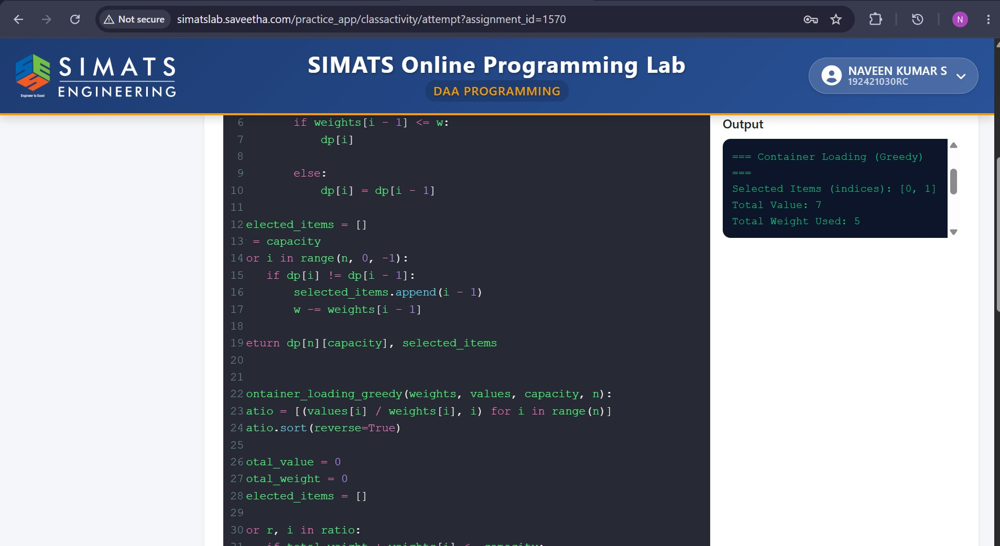 Not secure simatslab.saveetha.com/practice_app/classactivity/attempt?assignment_id=1570 N
SIMATS
ENGINEERING
Engineer to Excel
SIMATS Online Programming Lab
DAA PROGRAMMING
NAVEEN KUMAR S
192421030RC
6 if weights[i - 1] <= w:
7 dp[i]
8
9 else:
10 dp[i] = dp[i - 1]
11
12 elected_items = []
13 = capacity
14 or i in range(n, 0, -1):
15 if dp[i] != dp[i - 1]:
16 selected_items.append(i - 1)
17 w -= weights[i - 1]
18
19 eturn dp[n][capacity], selected_items
20
21
22 ontainer_loading_greedy(weights, values, capacity, n):
23 atio = [(values[i] / weights[i], i) for i in range(n)]
24 atio.sort(reverse=True)
25
26 otal_value = 0
27 otal_weight = 0
28 elected_items = []
29
30 or r, i in ratio:
31 if total_weight + weights[i] <= capacity:
Output
=== Container Loading (Greedy)
===
Selected Items (indices): [0, 1]
Total Value: 7
Total Weight Used: 5